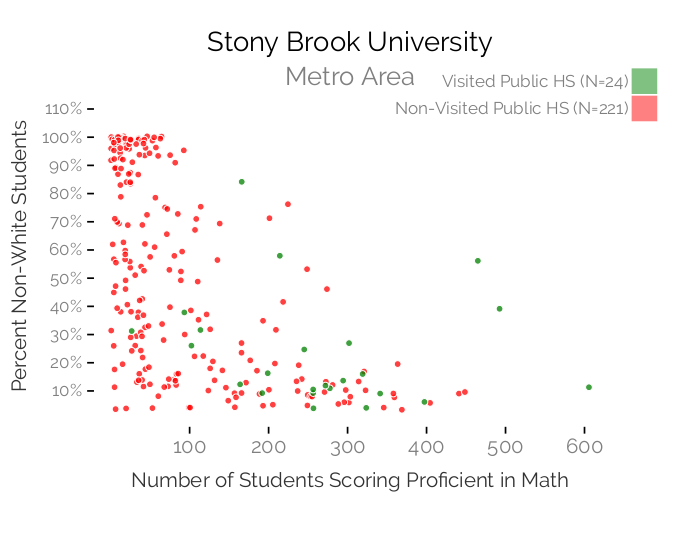 Stony Brook University
Metro Area
Visited Public HS (N=24)
Non-Visited Public HS (N=221)
Percent Non-White Students
110%
100%
90%
80%
70%
60%
50%
40%
30%
20%
10%
100 200 300 400 500 600
Number of Students Scoring Proficient in Math